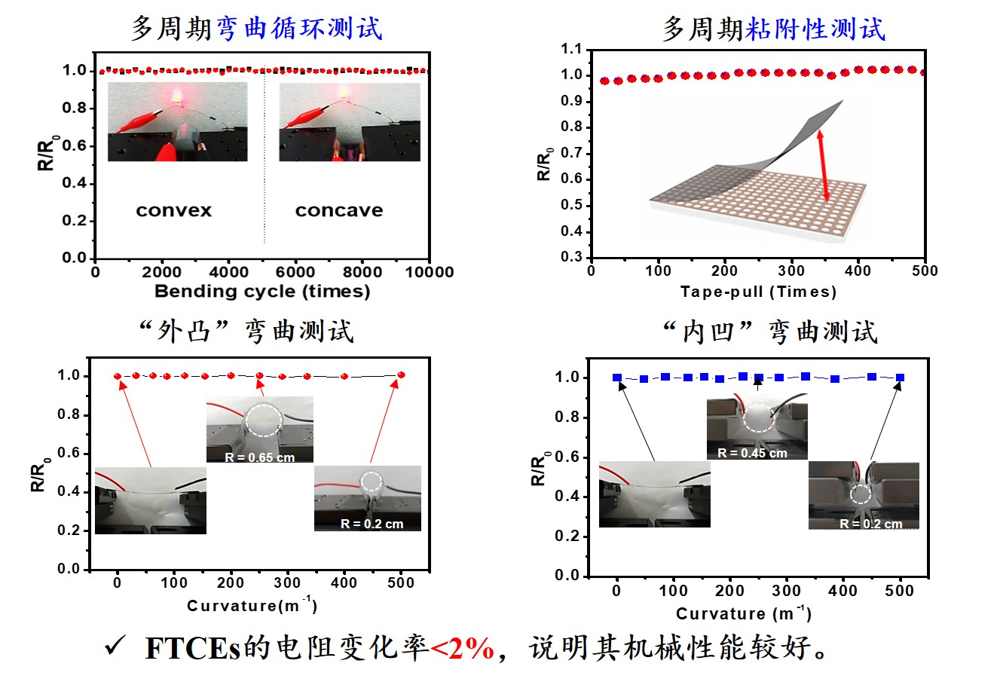 多周期弯曲循环测试
1.0
0.8
0.6
0.4
0.2
0.0
R/R0
convex
concave
0 2000 4000 6000 8000 10000
Bending cycle (times)
多周期粘附性测试
1.1
1.0
0.9
0.8
0.7
0.6
0.5
0.4
0.3
R/R0
0 100 200 300 400 500
Tape-pull (Times)
“外凸”弯曲测试
1.0
0.8
0.6
0.4
0.2
0.0
R/R0
R = 0.65 cm
R = 0.2 cm
0 100 200 300 400 500
Curvature(m-1)
“内凹”弯曲测试
1.0
0.8
0.6
0.4
0.2
0.0
R/R0
R = 0.45 cm
R = 0.2 cm
0 100 200 300 400 500
Curvature (m-1)
✓ FTCEs的电阻变化率<2%，说明其机械性能较好。